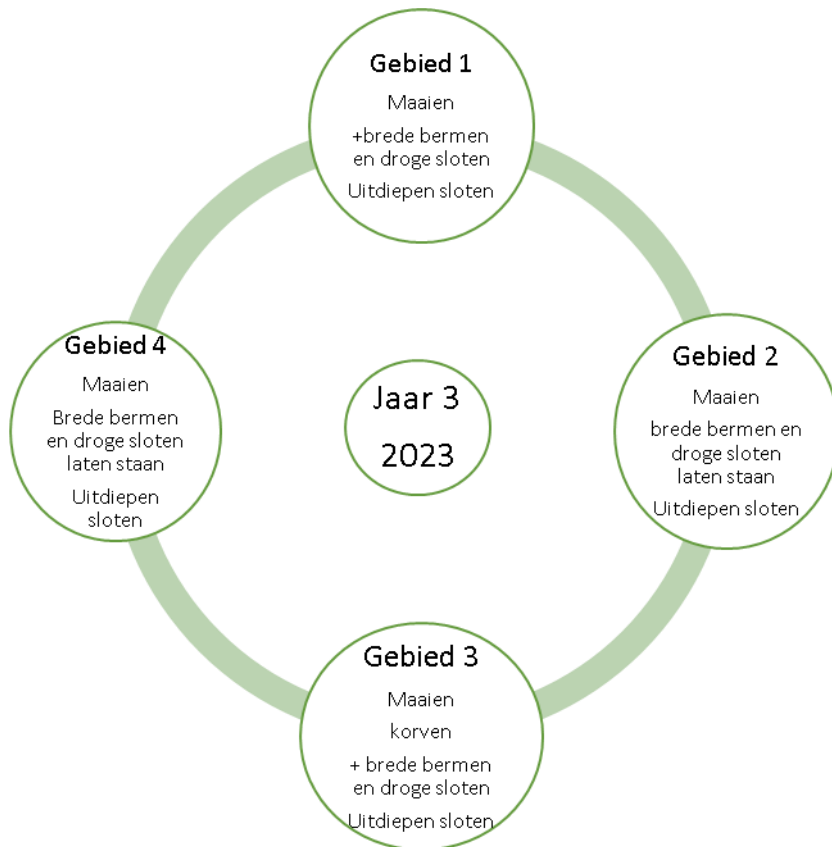 Gebied 1
Maaien
+brede bermen
en droge sloten
Uitdiepen sloten
Gebied 4
Maaien
Brede bermen
en droge sloten
laten staan
Uitdiepen
sloten
Jaar 3
2023
Gebied 2
Maaien
brede bermen en
droge sloten
laten staan
Uitdiepen sloten
Gebied 3
Maaien
korven
+ brede bermen
en droge sloten
Uitdiepen sloten